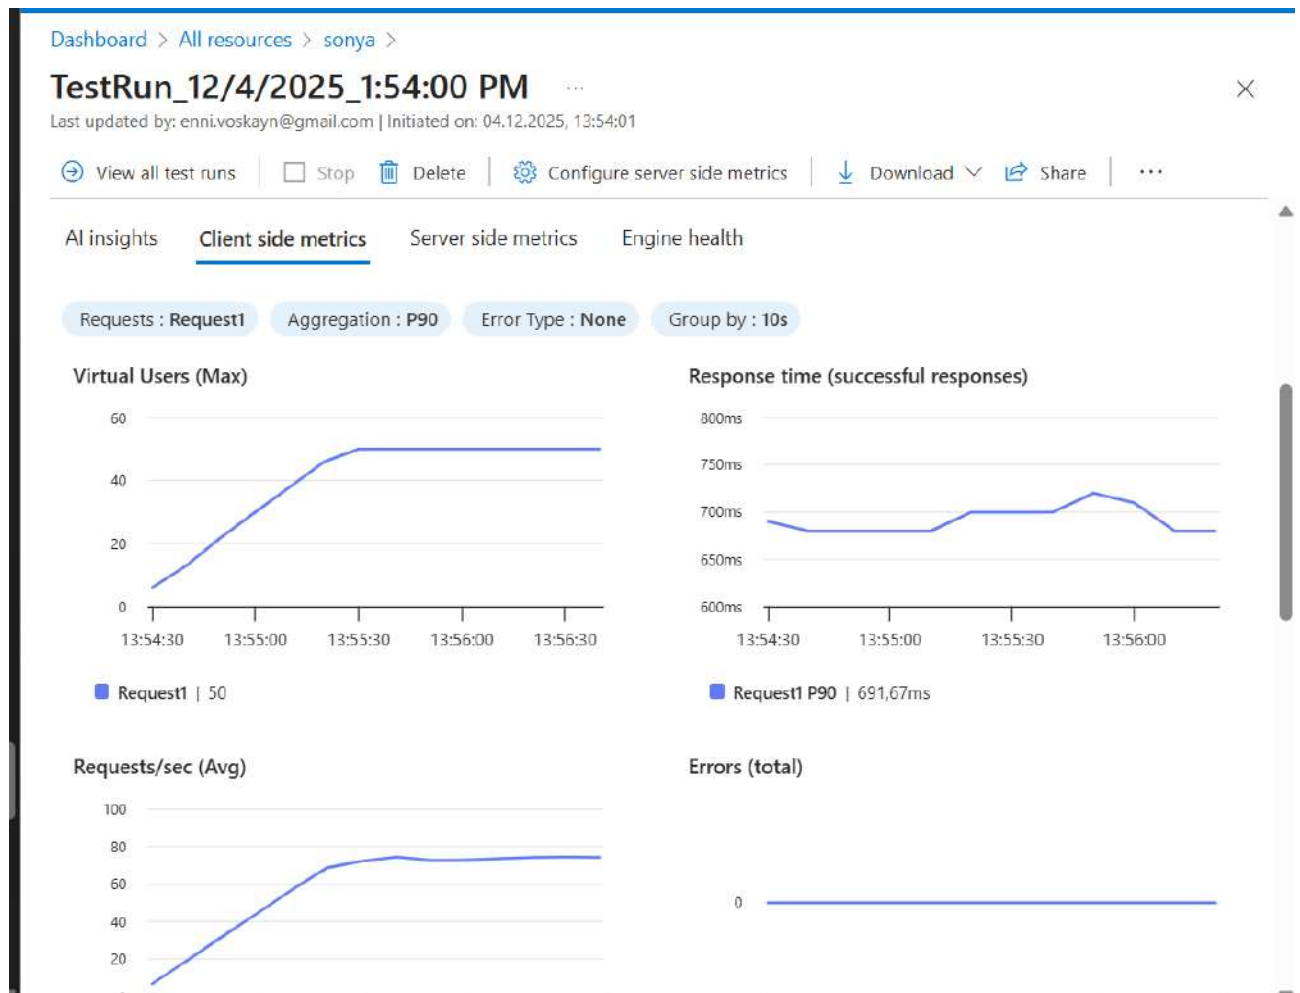 Dashboard > All resources > sonya >
TestRun_12/4/2025_1:54:00 PM ...
Last updated by: enni.voskayn@gmail.com | Initiated on: 04.12.2025, 13:54:01
View all test runs | Stop Delete | Configure server side metrics | Download Share | ...
AI insights Client side metrics Server side metrics Engine health
Requests : Request1 Aggregation : P90 Error Type : None Group by : 10s
Virtual Users (Max)
60
40
20
0
13:54:30 13:55:00 13:55:30 13:56:00 13:56:30
Request1 | 50
Response time (successful responses)
800ms
750ms
700ms
650ms
600ms
13:54:30 13:55:00 13:55:30 13:56:00
Request1 P90 | 691,67ms
Requests/sec (Avg)
100
80
60
40
20
Errors (total)
0